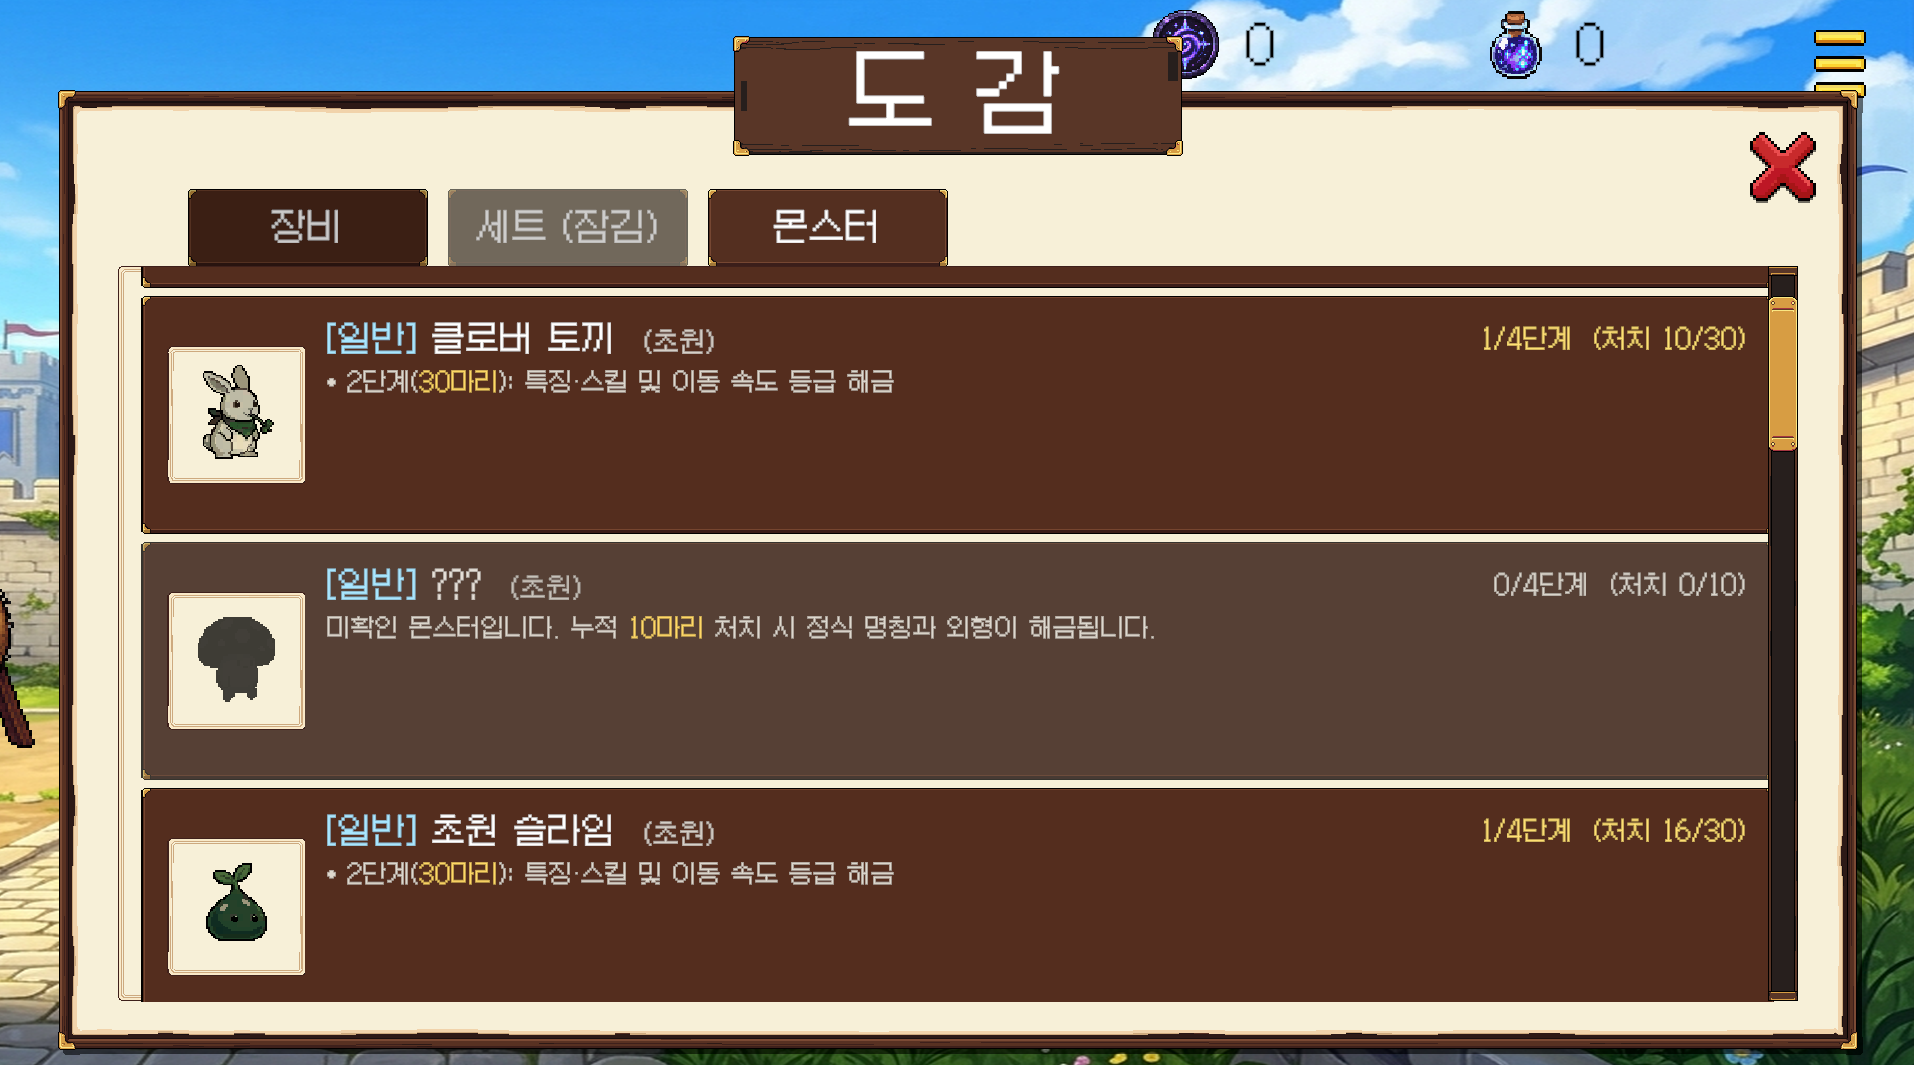 0 0
도감
장비 세트 (잠김) 몬스터
[일반] 클로버 토끼 (초원) 1/4단계 (처치 10/30)
• 2단계(30마리): 특징·스킬 및 이동 속도 등급 해금
[일반] ??? (초원) 0/4단계 (처치 0/10)
미확인 몬스터입니다. 누적 10마리 처치 시 정식 명칭과 외형이 해금됩니다.
[일반] 초원 슬라임 (초원) 1/4단계 (처치 16/30)
• 2단계(30마리): 특징·스킬 및 이동 속도 등급 해금